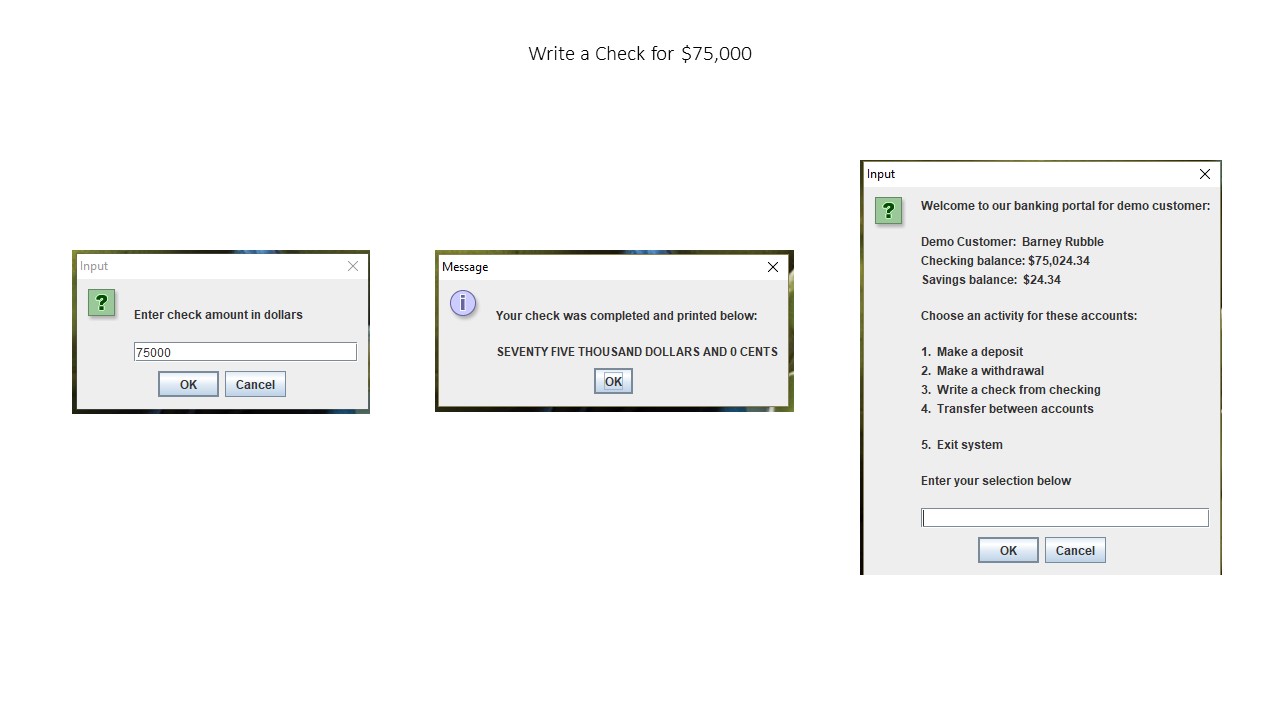 Write a Check for $75,000
Input
Enter check amount in dollars
75000
OK Cancel
Message
Your check was completed and printed below:
SEVENTY FIVE THOUSAND DOLLARS AND 0 CENTS
OK
Input
Welcome to our banking portal for demo customer:
Demo Customer: Barney Rubble
Checking balance: $75,024.34
Savings balance: $24.34
Choose an activity for these accounts:
1. Make a deposit
2. Make a withdrawal
3. Write a check from checking
4. Transfer between accounts
5. Exit system
Enter your selection below
OK Cancel